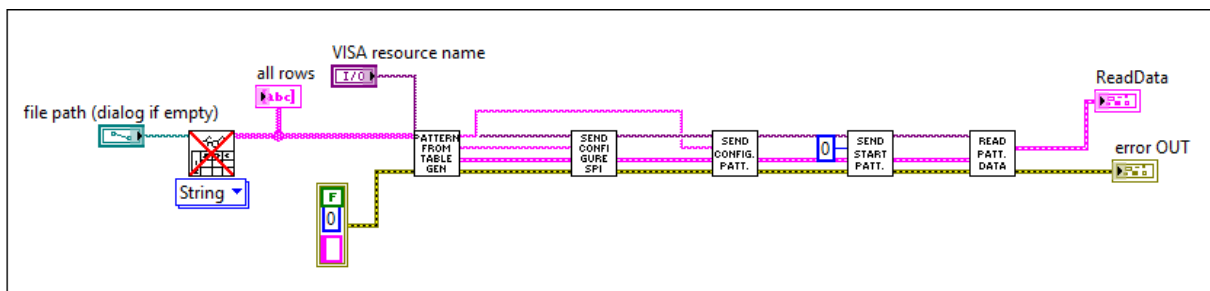 VISA resource name
all rows
I/O
abc]
ReadData
file path (dialog if empty)
PATTERN
FROM
TABLE
GEN
SEND
CONFI
GURE
SPI
SEND
CONFIG.
PATT.
0
SEND
START
PATT.
READ
PATT.
DATA
error OUT
String
F
0